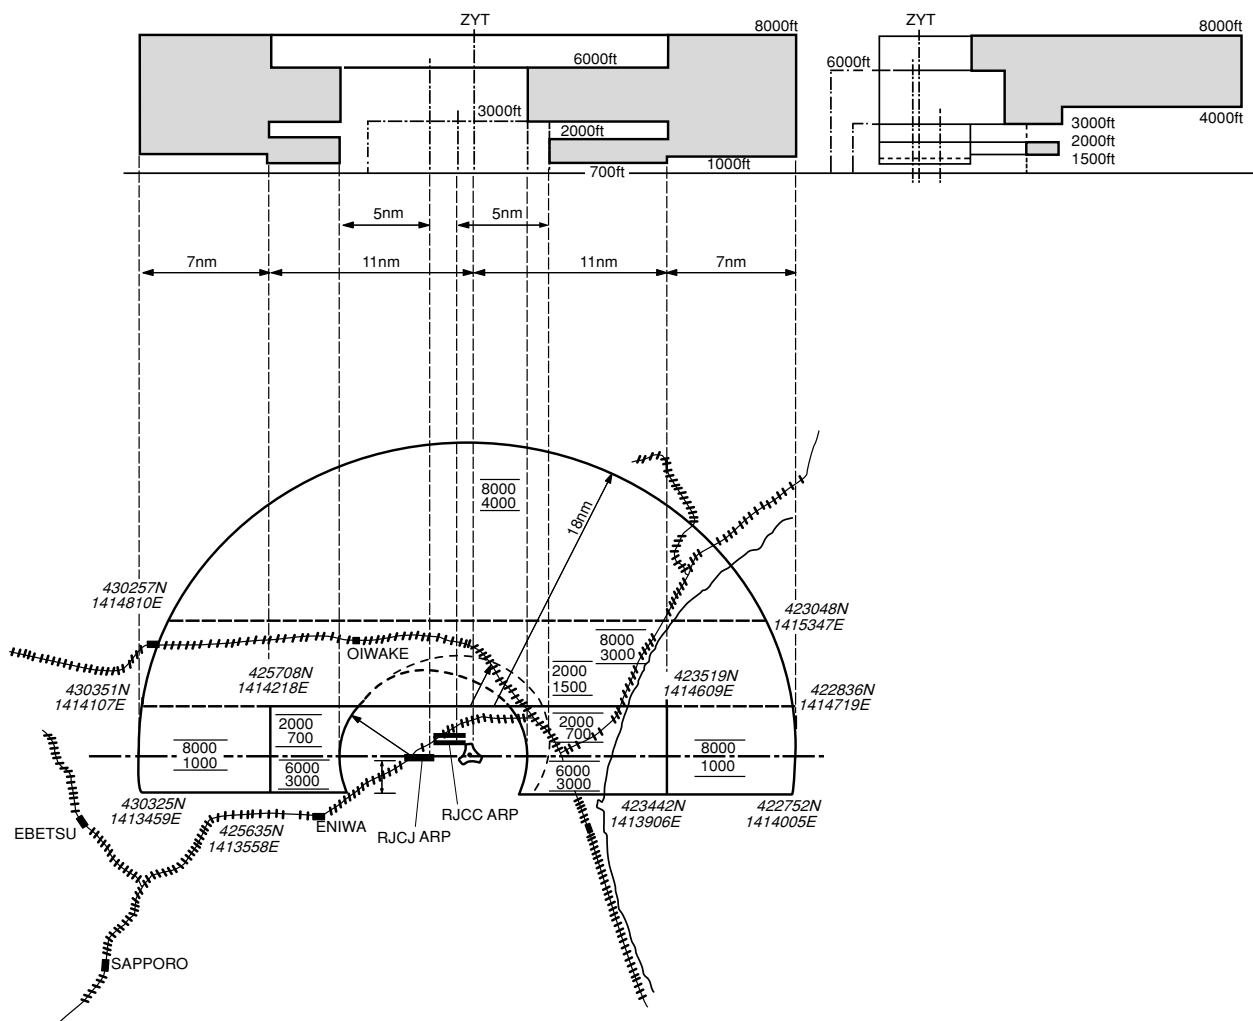 ZYT
8000ft
6000ft
3000ft
2000ft
1000ft
700ft
ZYT
8000ft
6000ft
4000ft
3000ft
2000ft
1500ft
5nm
5nm
7nm
11nm
11nm
7nm
8000
4000
18nm
430257N
1414810E
423048N
1415347E
OIWAKE
8000
3000
2000
1500
425708N
1414218E
423519N
1414609E
430351N
1414107E
422836N
1414719E
2000
700
2000
700
8000
1000
6000
3000
6000
3000
8000
1000
430325N
1413459E
423442N
1413906E
422752N
1414005E
RJCC ARP
RJCJ ARP
ENIWA
425635N
1413558E
EBETSU
SAPPORO